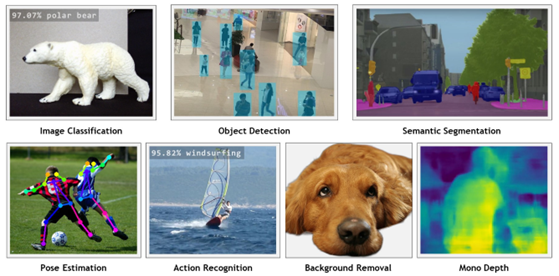 97.07% polar bear
Image Classification
Object Detection
Semantic Segmentation
95.82% windsurfing
Pose Estimation
Action Recognition
Background Removal
Mono Depth